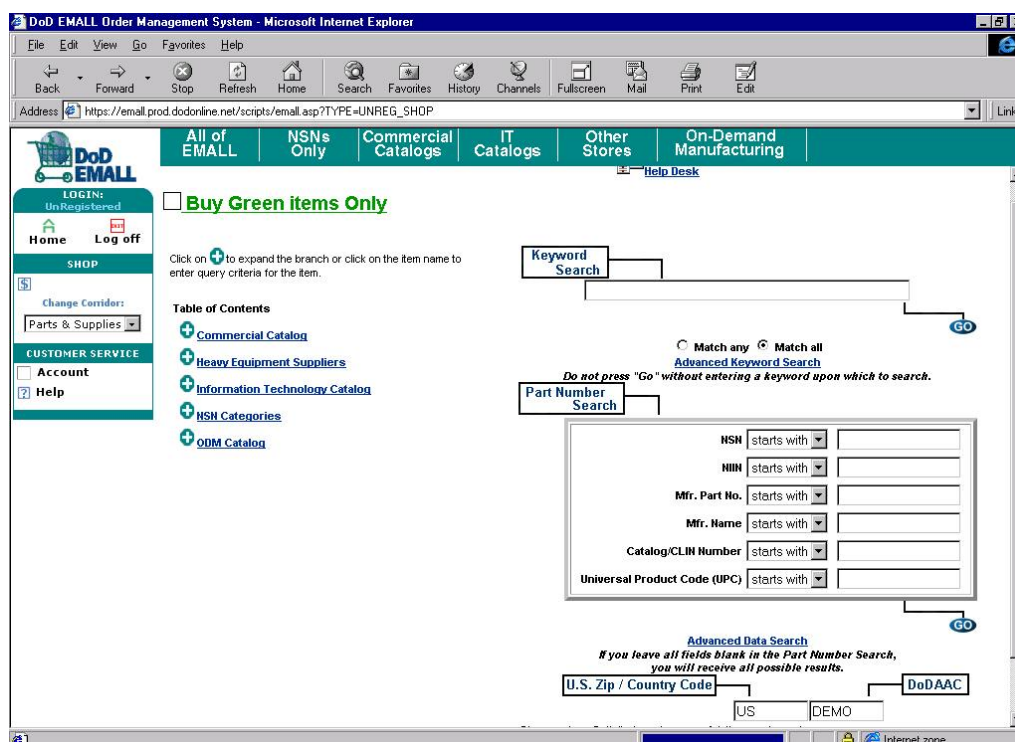 DoD EMALL Order Management System - Microsoft Internet Explorer
File Edit View Go Favorites Help
Back Forward Stop Refresh Home Search Favorites History Channels Fullscreen Mail Print Edit
Address https://emall.prod.dodonline.net/scripts/emall.asp?TYPE=UNREG_SHOP Link
DoD
EMALL
All of
EMALL
NSNs
Only
Commercial
Catalogs
IT
Catalogs
Other
Stores
On-Demand
Manufacturing
Help Desk
LOGIN:
UnRegistered
Home Log off
SHOP
$
Change Corridor:
Parts & Supplies
CUSTOMER SERVICE
Account
? Help
Buy Green items Only
Click on to expand the branch or click on the item name to
enter query criteria for the item.
Table of Contents
Commercial Catalog
Heavy Equipment Suppliers
Information Technology Catalog
NSN Categories
ODM Catalog
Keyword
Search
GO
Match any Match all
Advanced Keyword Search
Do not press "Go" without entering a keyword upon which to search.
Part Number
Search
NSN starts with
NIIN starts with
Mfr. Part No. starts with
Mfr. Name starts with
Catalog/CLIN Number starts with
Universal Product Code (UPC) starts with
GO
Advanced Data Search
If you leave all fields blank in the Part Number Search,
you will receive all possible results.
U.S. Zip / Country Code DoDAAC
US DEMO
Internet zone